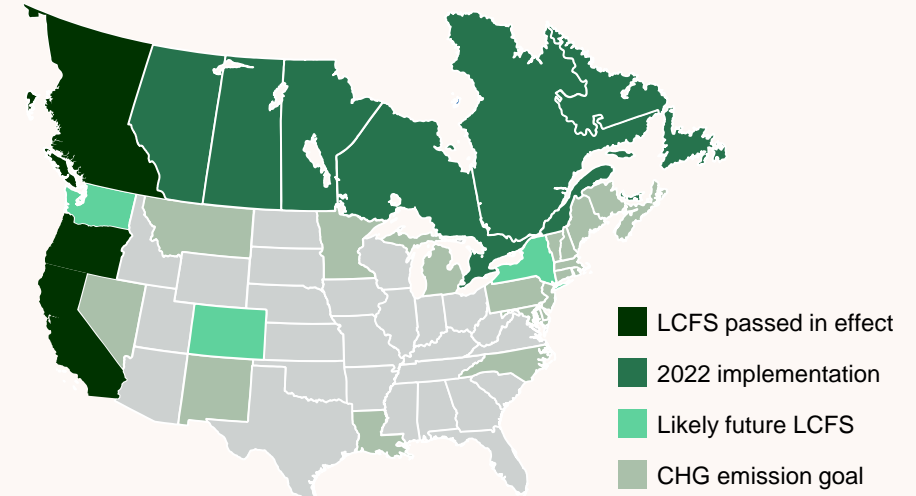 LCFS passed in effect
2022 implementation
Likely future LCFS
CHG emission goal